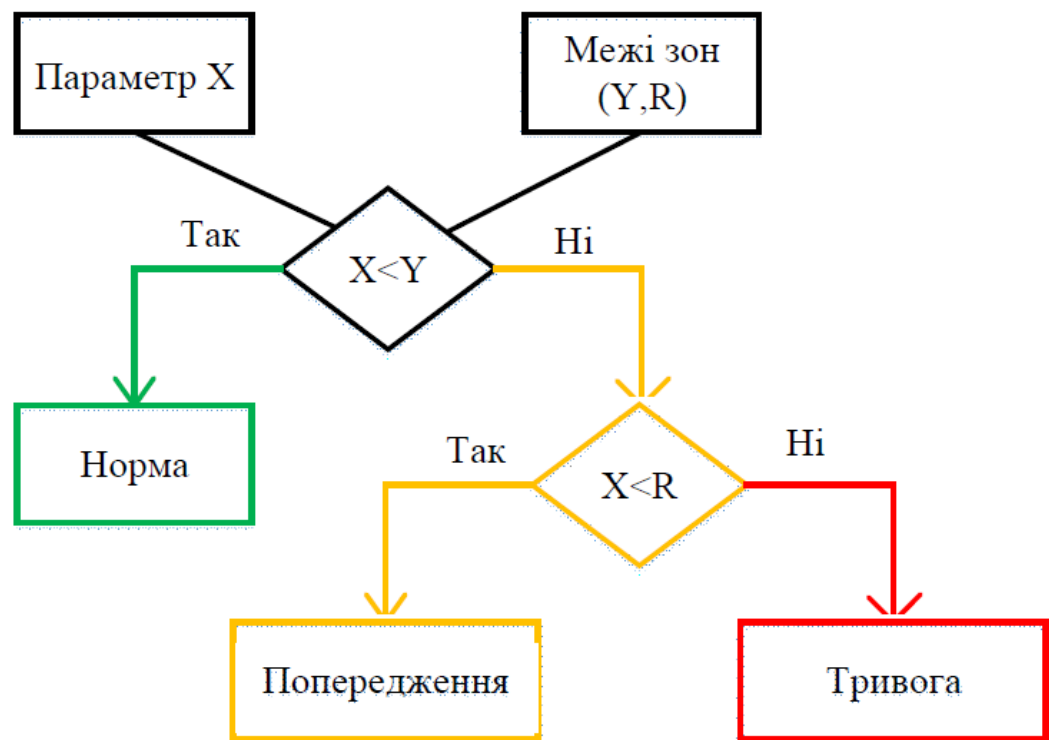 Параметр X
Межі зон
(Y,R)
Так
Ні
X<Y
Норма
Так
Ні
X<R
Попередження
Тривога